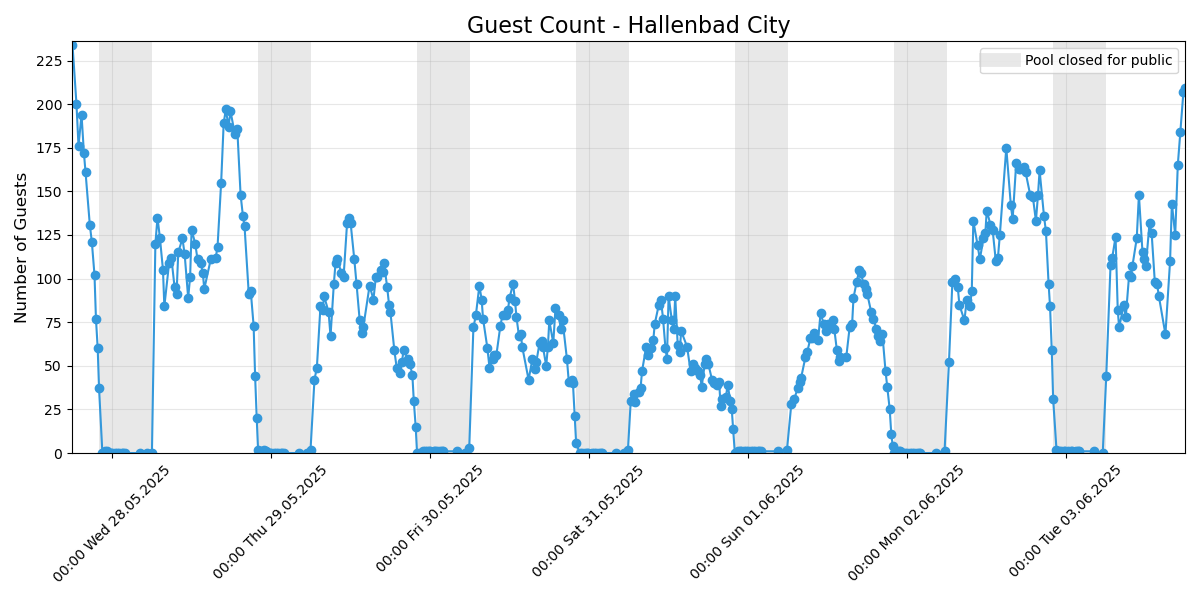 Guest Count - Hallenbad City
Pool closed for public
Number of Guests
225
200
175
150
125
100
75
50
25
0
00:00 Wed 28.05.2025
00:00 Thu 29.05.2025
00:00 Fri 30.05.2025
00:00 Sat 31.05.2025
00:00 Sun 01.06.2025
00:00 Mon 02.06.2025
00:00 Tue 03.06.2025